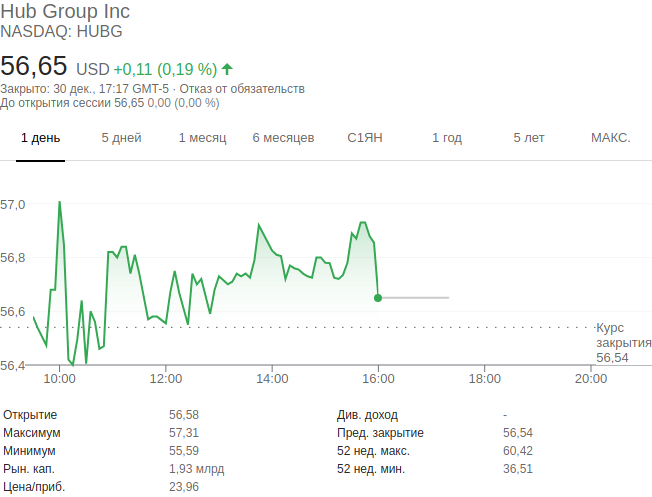 Hub Group Inc
NASDAQ: HUBG
56,65 USD +0,11 (0,19 %)
Закрыто: 30 дек., 17:17 GMT-5 · Отказ от обязательств
До открытия сессии 56,65 0,00 (0,00 %)
1 день 5 дней 1 месяц 6 месяцев С1ЯН 1 год 5 лет МАКС.
57,0
56,8
56,6
Курс
закрытия
56,54
56,4
10:00 12:00 14:00 16:00 18:00 20:00
Открытие 56,58 Див. доход -
Максимум 57,31 Пред. закрытие 56,54
Минимум 55,59 52 нед. макс. 60,42
Рын. кап. 1,93 млрд 52 нед. мин. 36,51
Цена/приб. 23,96